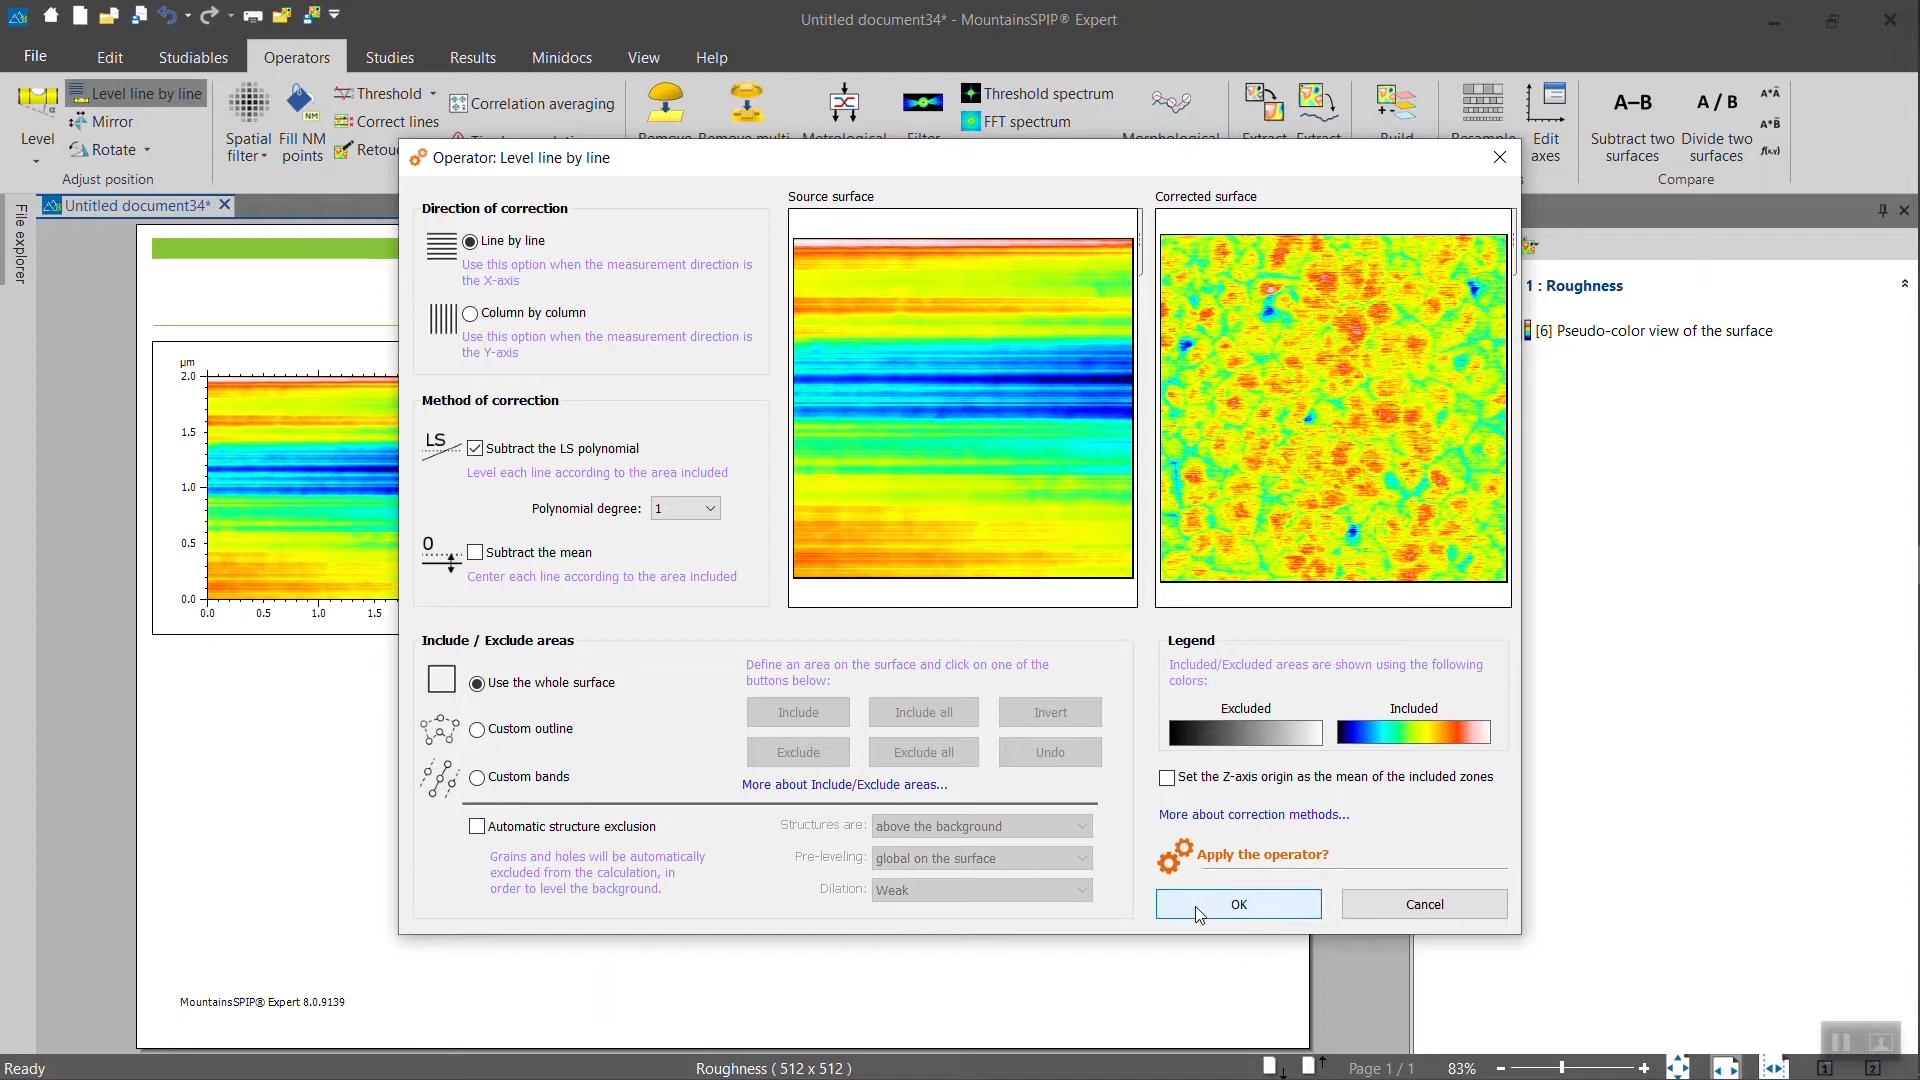 Untitled document34* - MountainsSPIP® Expert
File
Edit
Studiables
Operators
Studies
Results
Minidocs
View
Help
Level
Level line by line
Mirror
Rotate
Adjust position
Spatial
filter
Fill NM
points
NM
Threshold
Correct lines
Retou
Correlation averaging
Threshold spectrum
FFT spectrum
Edit
axes
A–B
Subtract two
surfaces
A / B
Divide two
surfaces
Compare
File explorer
Untitled document34*
µm
2.0
1.5
1.0
0.5
0.0
0.0 0.5 1.0 1.5
MountainsSPIP® Expert 8.0.9139
Operator: Level line by line
Direction of correction
Line by line
Use this option when the measurement direction is
the X-axis
Column by column
Use this option when the measurement direction is
the Y-axis
Method of correction
LS
Subtract the LS polynomial
Level each line according to the area included
Polynomial degree: 1
0
Subtract the mean
Center each line according to the area included
Source surface
Corrected surface
Include / Exclude areas
Use the whole surface
Custom outline
Custom bands
Define an area on the surface and click on one of the
buttons below:
Include
Include all
Invert
Exclude
Exclude all
Undo
More about Include/Exclude areas...
Automatic structure exclusion
Grains and holes will be automatically
excluded from the calculation, in
order to level the background.
Structures are: above the background
Pre-leveling: global on the surface
Dilation: Weak
Legend
Included/Excluded areas are shown using the following
colors:
Excluded
Included
Set the Z-axis origin as the mean of the included zones
More about correction methods...
Apply the operator?
OK
Cancel
1 : Roughness
[6] Pseudo-color view of the surface
Ready
Roughness ( 512 x 512 )
Page 1 / 1
83%
1
2